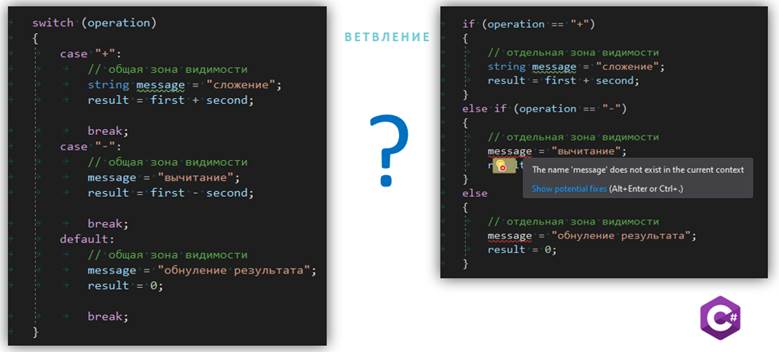 switch (operation)
{
case "+":
// общая зона видимости
string message = "сложение";
result = first + second;
break;
case "-":
// общая зона видимости
message = "вычитание";
result = first - second;
break;
default:
// общая зона видимости
message = "обнуление результата";
result = 0;
break;
}
ВЕТВЛЕНИЕ
?
if (operation == "+")
{
// отдельная зона видимости
string message = "сложение";
result = first + second;
}
else if (operation == "-")
{
// отдельная зона видимости
message = "вычитание";
The name 'message' does not exist in the current context
Show potential fixes (Alt+Enter or Ctrl+.)
}
else
{
// отдельная зона видимости
message = "обнуление результата";
result = 0;
}
C#